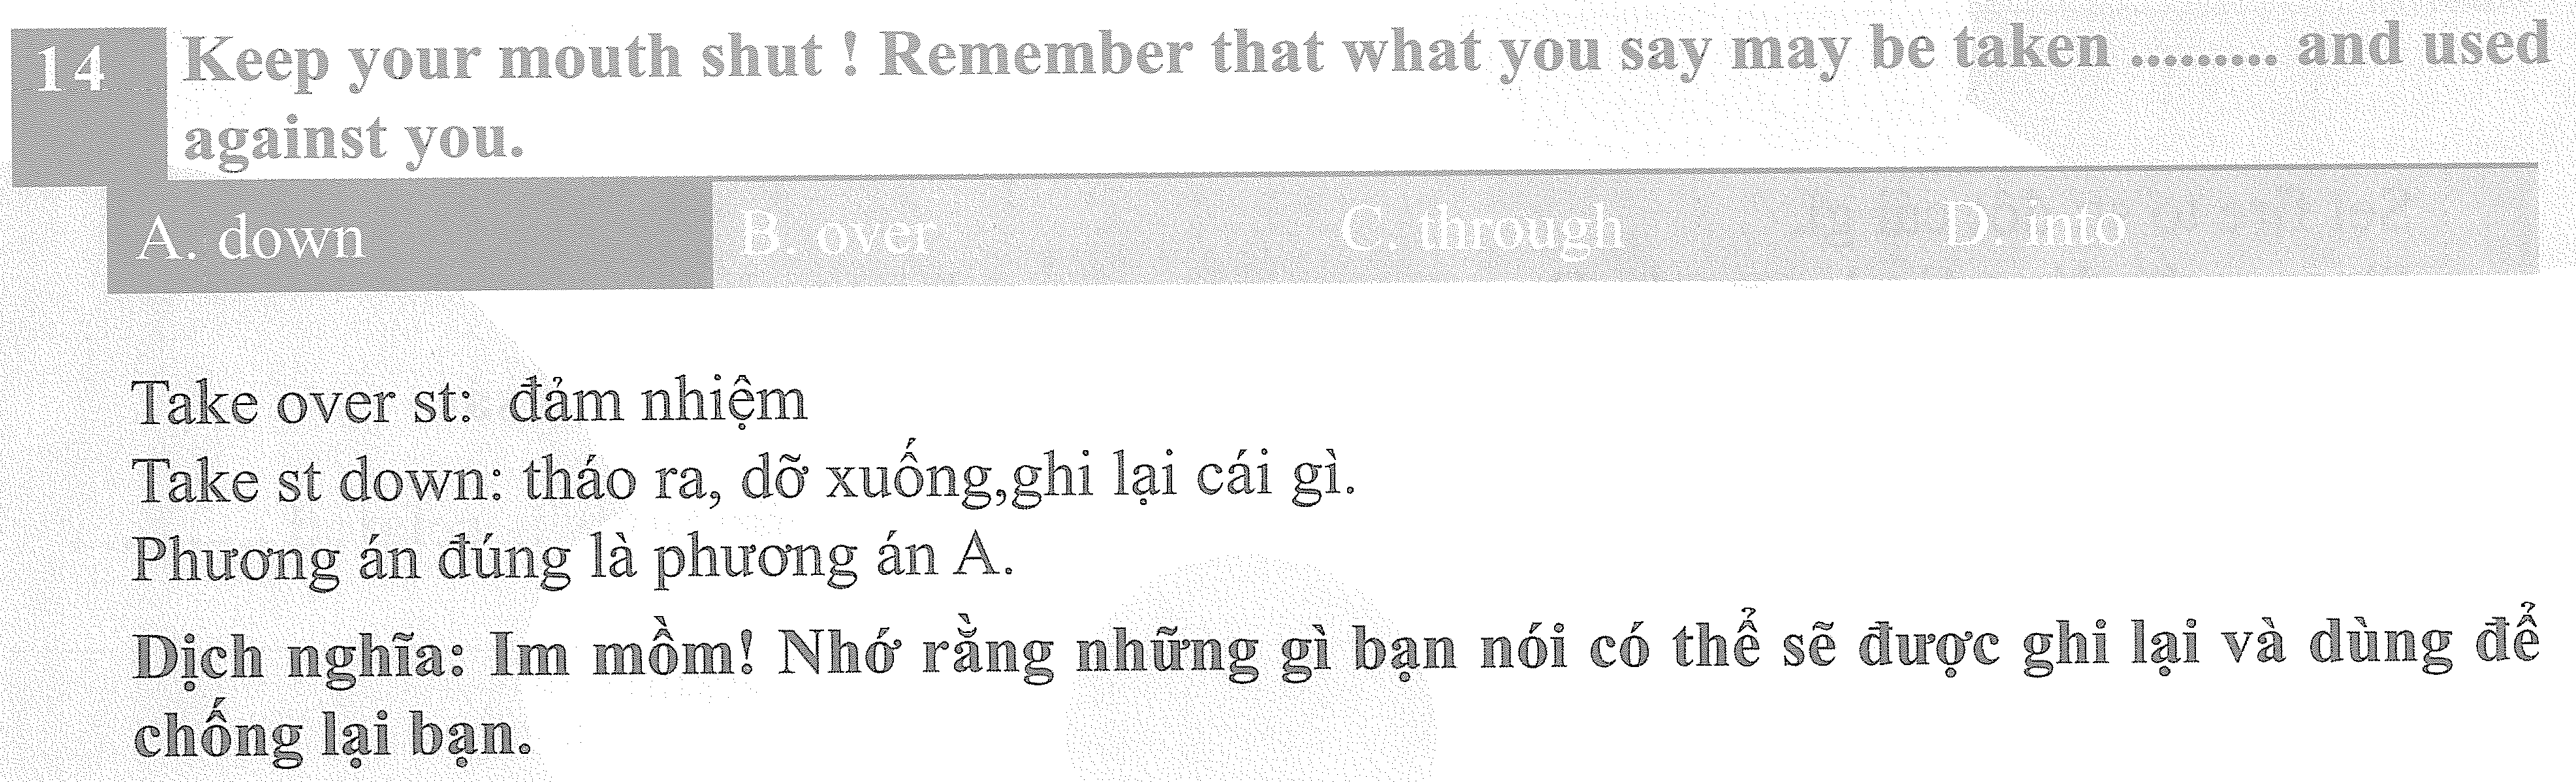 14 Keep your mouth shut ! Remember that what you say may be taken ......... and used
against you.
A. down B. over C. through D. into
Take over st: đảm nhiệm
Take st down: tháo ra, dỡ xuống,ghi lại cái gì.
Phương án đúng là phương án A.
Dịch nghĩa: Im mồm! Nhớ rằng những gì bạn nói có thể sẽ được ghi lại và dùng để
chống lại bạn.